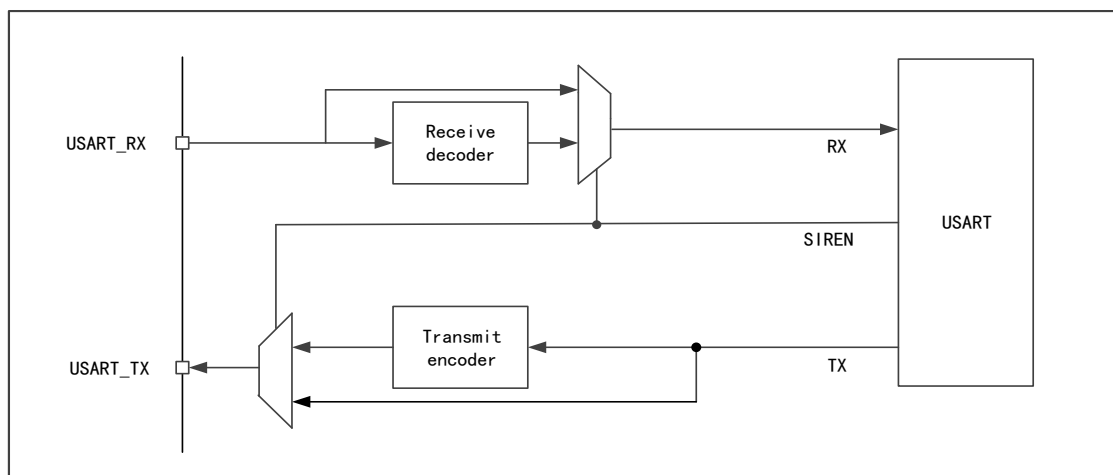 USART_RX
Receive
decoder
RX
USART
SIREN
Transmit
encoder
USART_TX
TX